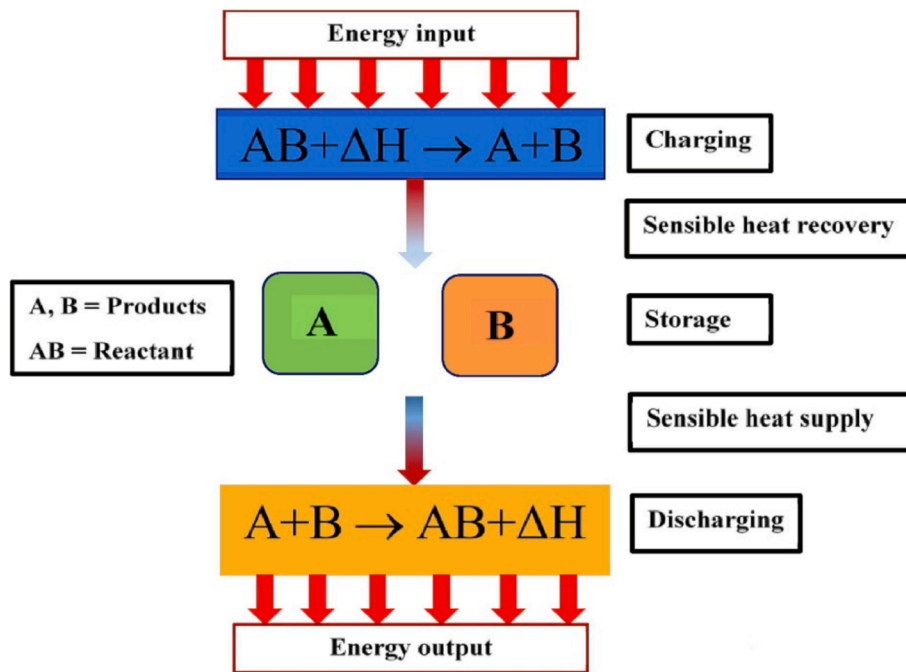 Energy input
AB+ΔH → A+B
Charging
Sensible heat recovery
A, B = Products
AB = Reactant
A
B
Storage
Sensible heat supply
A+B → AB+ΔH
Discharging
Energy output